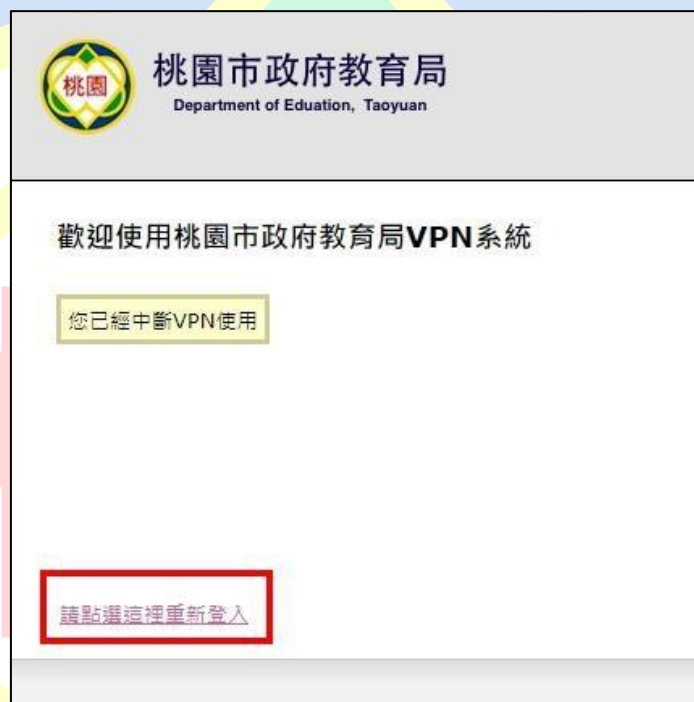 桃園
桃園市政府教育局
Department of Eduation, Taoyuan
歡迎使用桃園市政府教育局VPN系統
您已經中斷VPN使用
請點選這裡重新登入